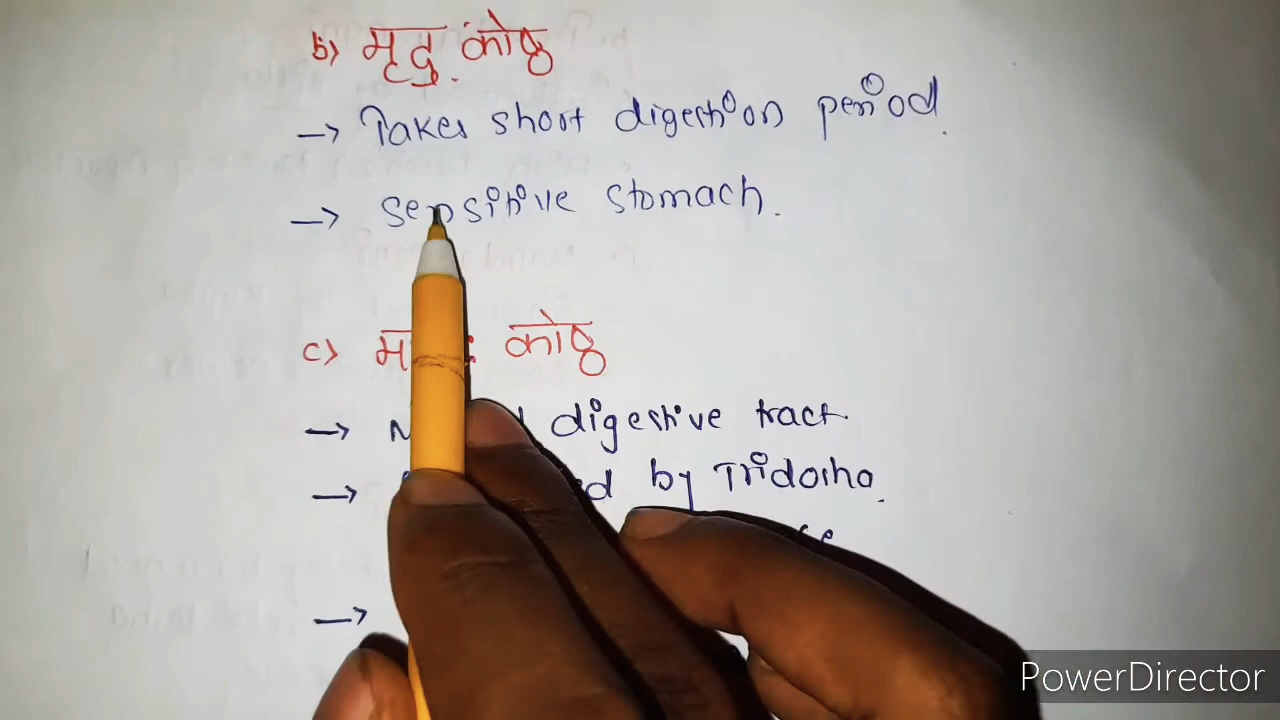 b) मृदु कोष्ठ
→ Takes short digestion period.
→ Sensitive stomach.
c) कोष्ठ
→ digestive tract
→ by Tridosha.
→
PowerDirector